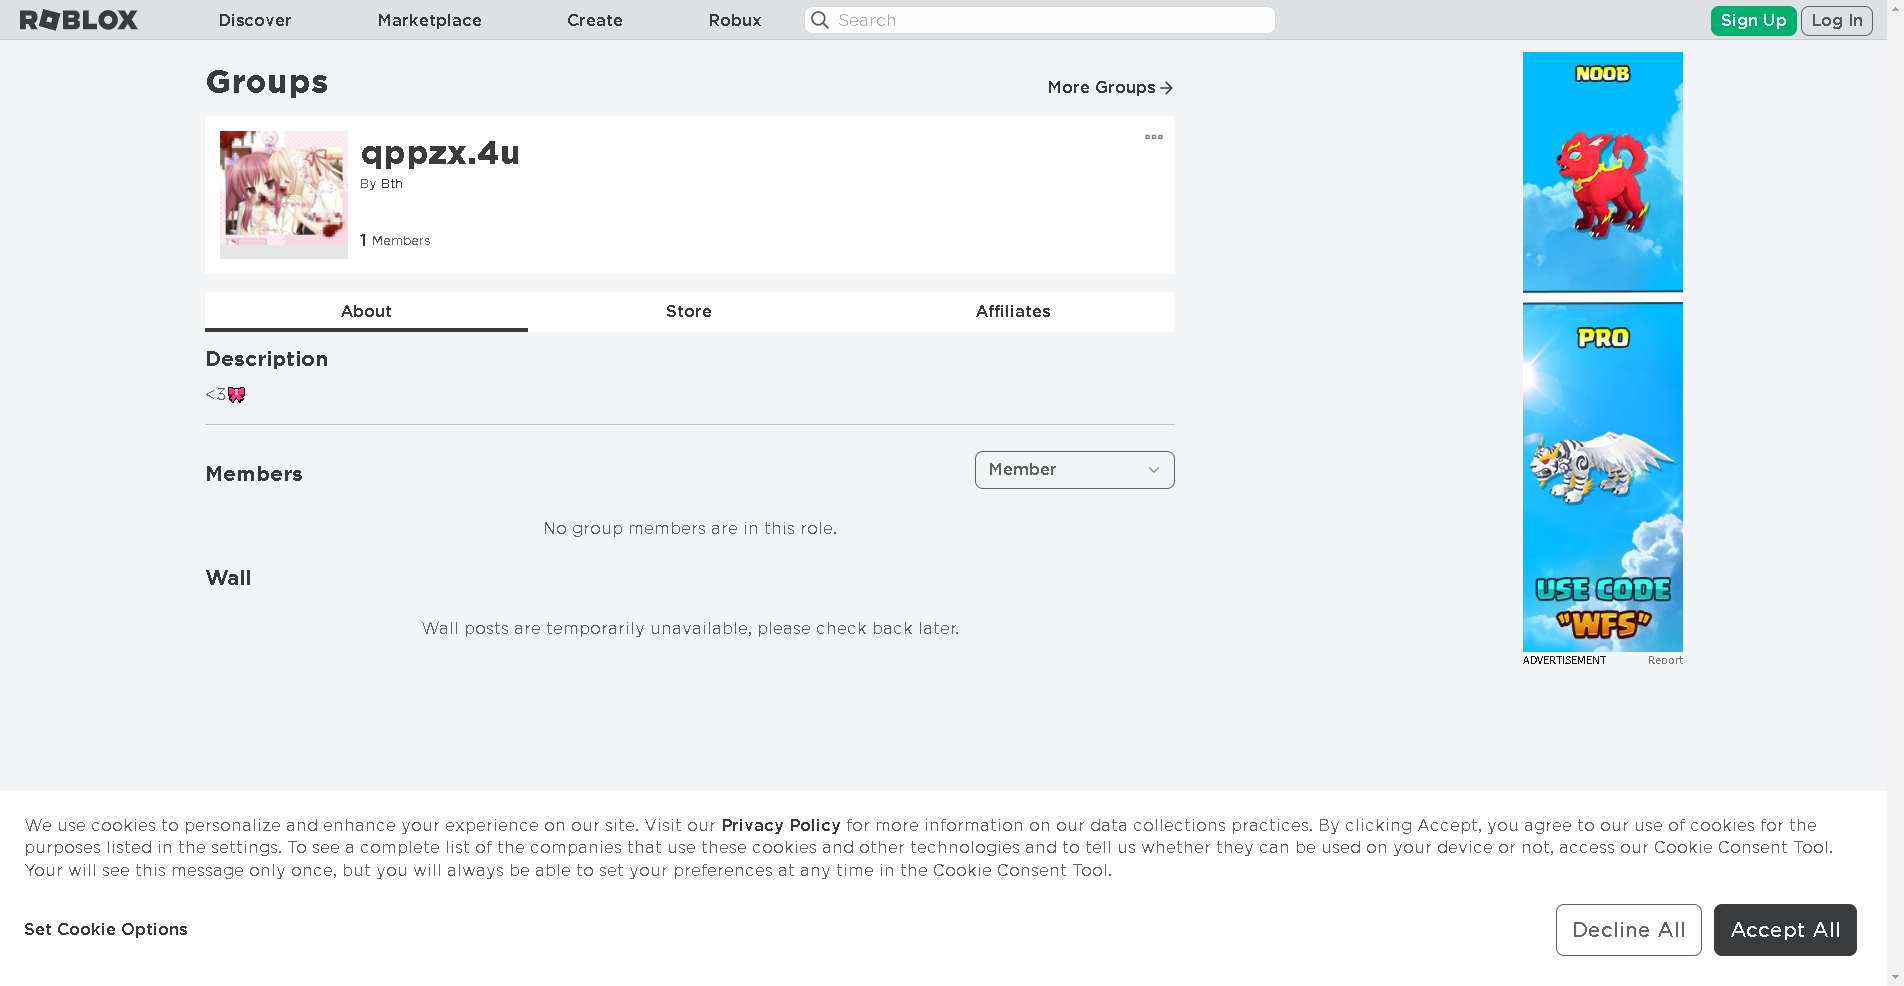 ROBLOX Discover Marketplace Create Robux Search Sign Up Log In
Groups
More Groups
qppzx.4u
By Bth
1 Members
About Store Affiliates
Description
<3🎀
Members
Member
No group members are in this role.
Wall
Wall posts are temporarily unavailable, please check back later.
NOOB
PRO
USE CODE
"WFS"
ADVERTISEMENT Report
We use cookies to personalize and enhance your experience on our site. Visit our Privacy Policy for more information on our data collections practices. By clicking Accept, you agree to our use of cookies for the
purposes listed in the settings. To see a complete list of the companies that use these cookies and other technologies and to tell us whether they can be used on your device or not, access our Cookie Consent Tool.
Your will see this message only once, but you will always be able to set your preferences at any time in the Cookie Consent Tool.
Set Cookie Options
Decline All
Accept All